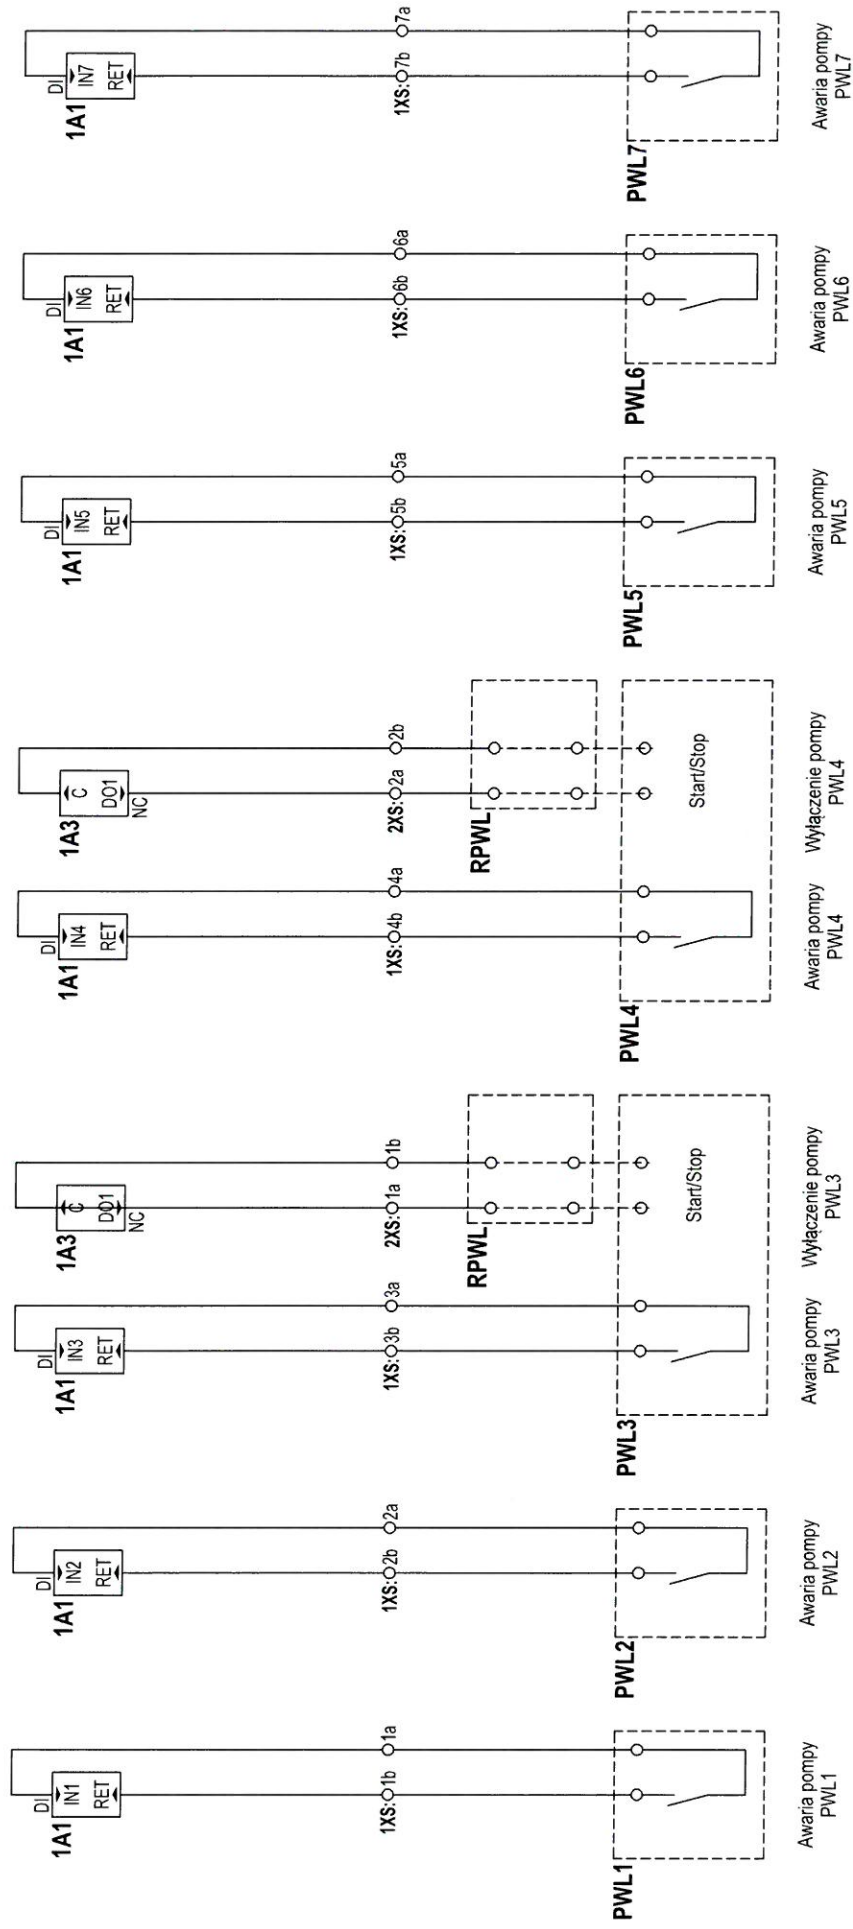 DI
IN1
RET
1A1
1XS:
1b
1a
PWL1
Awaria pompy
PWL1
DI
IN2
RET
1A1
1XS:
2b
2a
PWL2
Awaria pompy
PWL2
DI
IN3
RET
1A1
1XS:
3b
3a
PWL3
Awaria pompy
PWL3
C
DO1
NC
1A3
2XS:
1a
1b
RPWL
Start/Stop
Wyłączenie pompy
PWL3
DI
IN4
RET
1A1
1XS:
4b
4a
PWL4
Awaria pompy
PWL4
C
DO1
NC
1A3
2XS:
2a
2b
RPWL
Start/Stop
Wyłączenie pompy
PWL4
DI
IN5
RET
1A1
1XS:
5b
5a
PWL5
Awaria pompy
PWL5
DI
IN6
RET
1A1
1XS:
6b
6a
PWL6
Awaria pompy
PWL6
DI
IN7
RET
1A1
1XS:
7b
7a
PWL7
Awaria pompy
PWL7